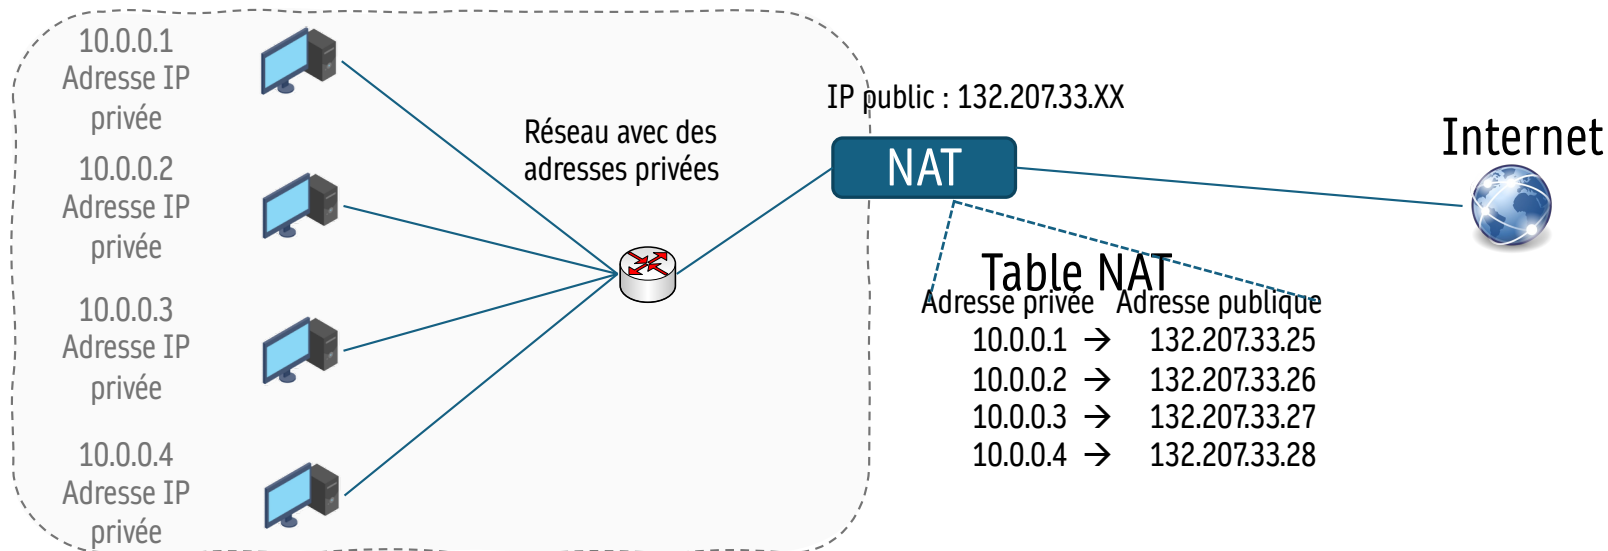 10.0.0.1
Adresse IP
privée
10.0.0.2
Adresse IP
privée
10.0.0.3
Adresse IP
privée
10.0.0.4
Adresse IP
privée
Réseau avec des
adresses privées
IP public : 132.207.33.XX
NAT
Internet
Table NAT
Adresse privée Adresse publique
10.0.0.1 → 132.207.33.25
10.0.0.2 → 132.207.33.26
10.0.0.3 → 132.207.33.27
10.0.0.4 → 132.207.33.28